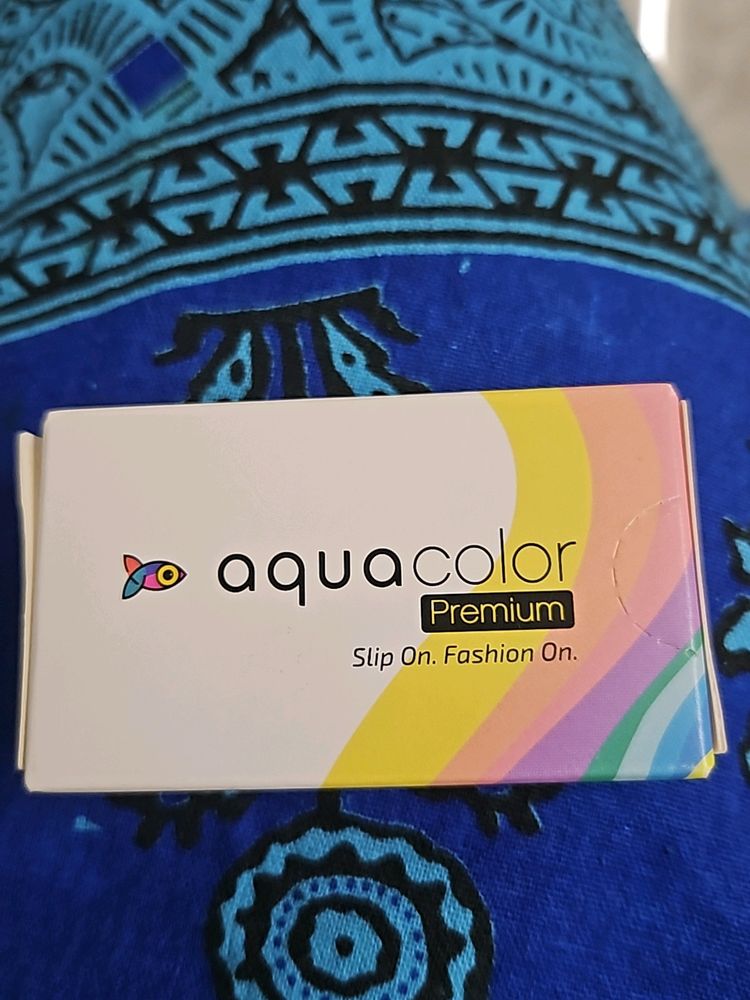 aquacolor
Premium
Slip On. Fashion On.